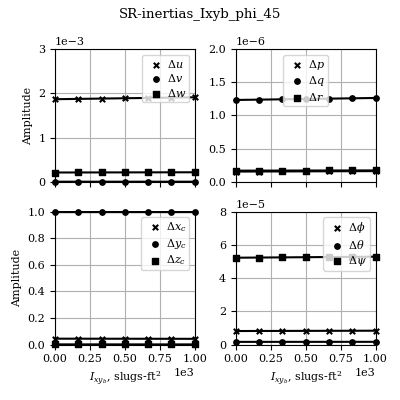 SR-inertias_Ixyb_phi_45
1e−3
3
2
1
0
Amplitude
Δu
Δv
Δw
1e−6
2.0
1.5
1.0
0.5
0.0
Δp
Δq
Δr
1.0
0.8
0.6
0.4
0.2
0.0
Amplitude
Δx_c
Δy_c
Δz_c
0.00 0.25 0.50 0.75 1.00
1e3
I_{xy_b}, slugs-ft²
1e−5
8
6
4
2
0
Δϕ
Δθ
Δψ
0.00 0.25 0.50 0.75 1.00
1e3
I_{xy_b}, slugs-ft²